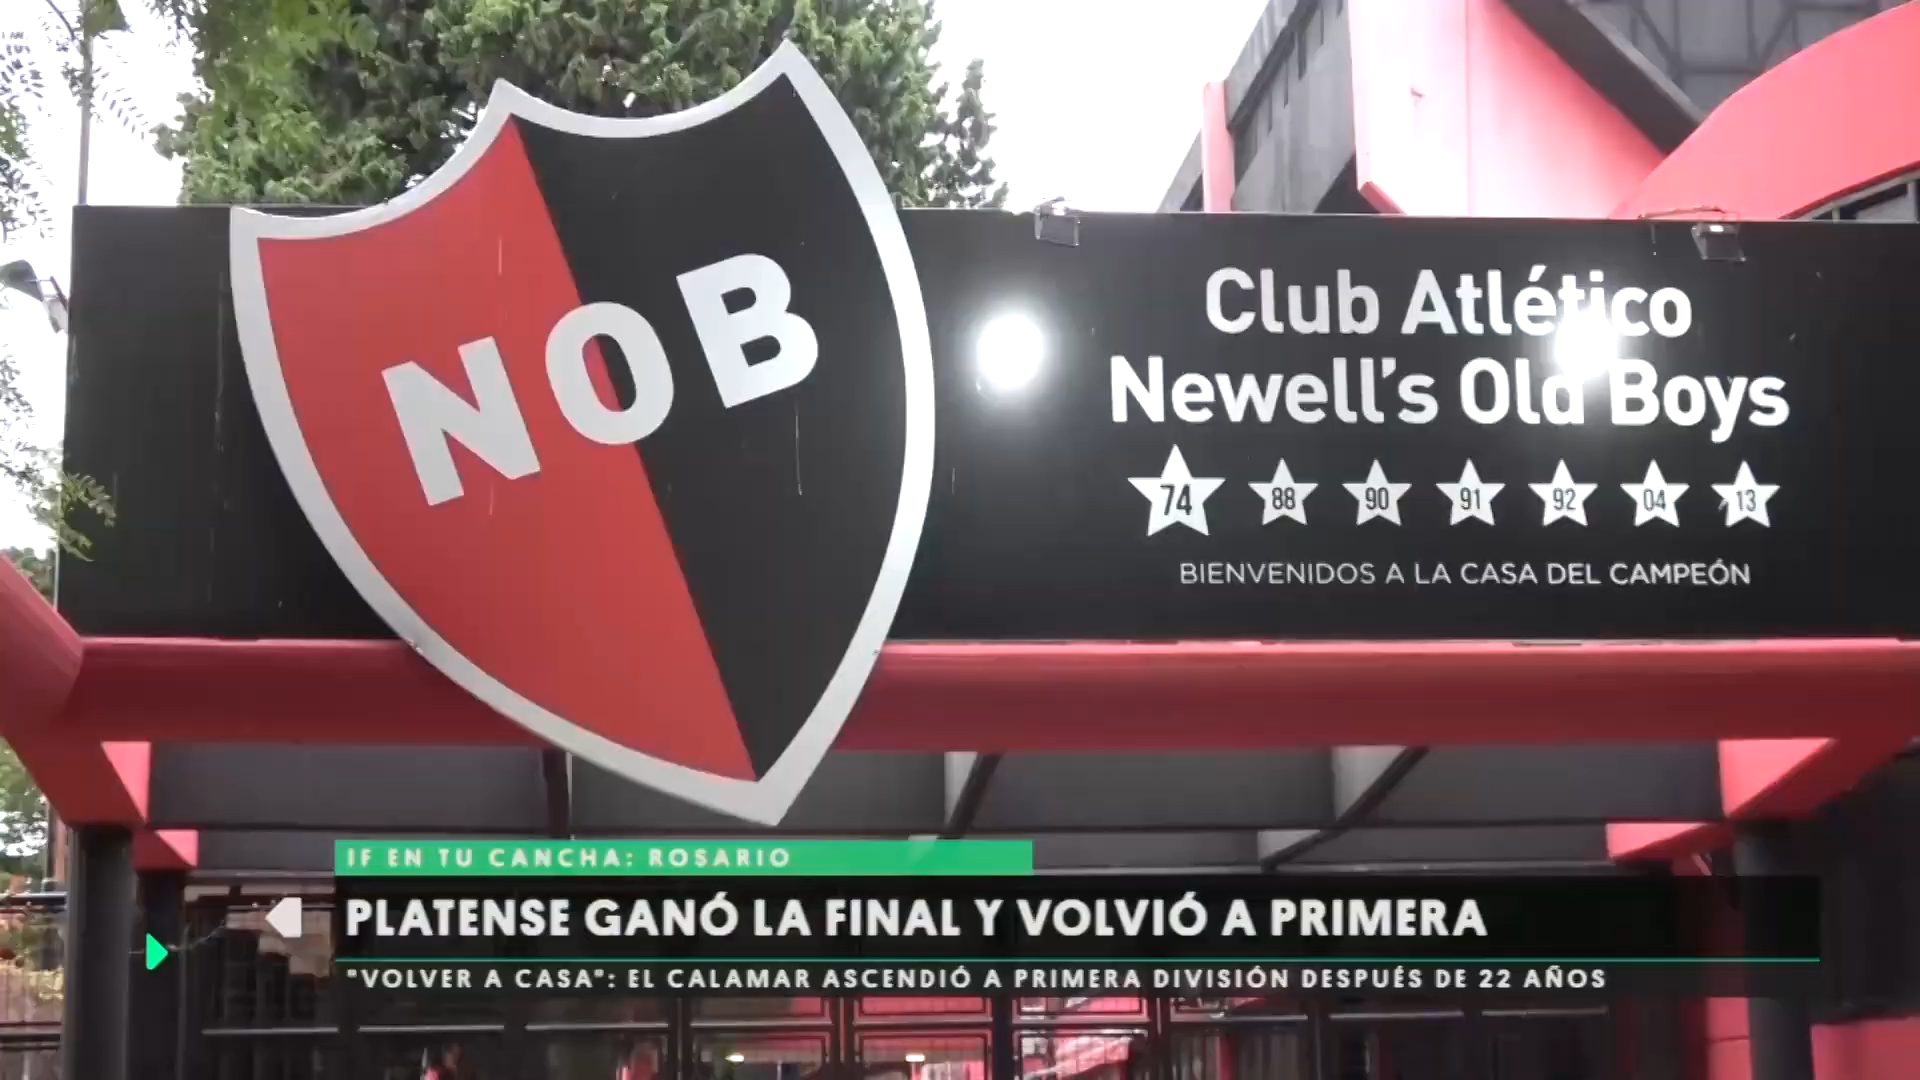 NOB
Club Atlético
Newell's Old Boys
74 88 90 91 92 04 13
BIENVENIDOS A LA CASA DEL CAMPEÓN
IF EN TU CANCHA: ROSARIO
PLATENSE GANÓ LA FINAL Y VOLVIÓ A PRIMERA
"VOLVER A CASA": EL CALAMAR ASCENDIÓ A PRIMERA DIVISIÓN DESPUÉS DE 22 AÑOS